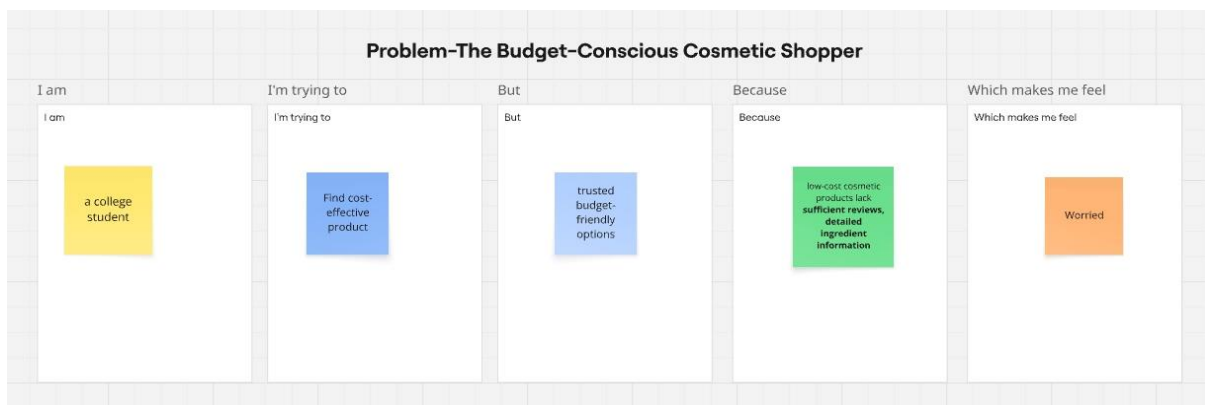 Problem-The Budget-Conscious Cosmetic Shopper
I am
I'm trying to
But
Because
Which makes me feel
I am
I'm trying to
But
Because
Which makes me feel
a college
student
Find cost-
effective
product
trusted
budget-
friendly
options
low-cost cosmetic
products lack
sufficient reviews,
detailed
ingredient
information
Worried